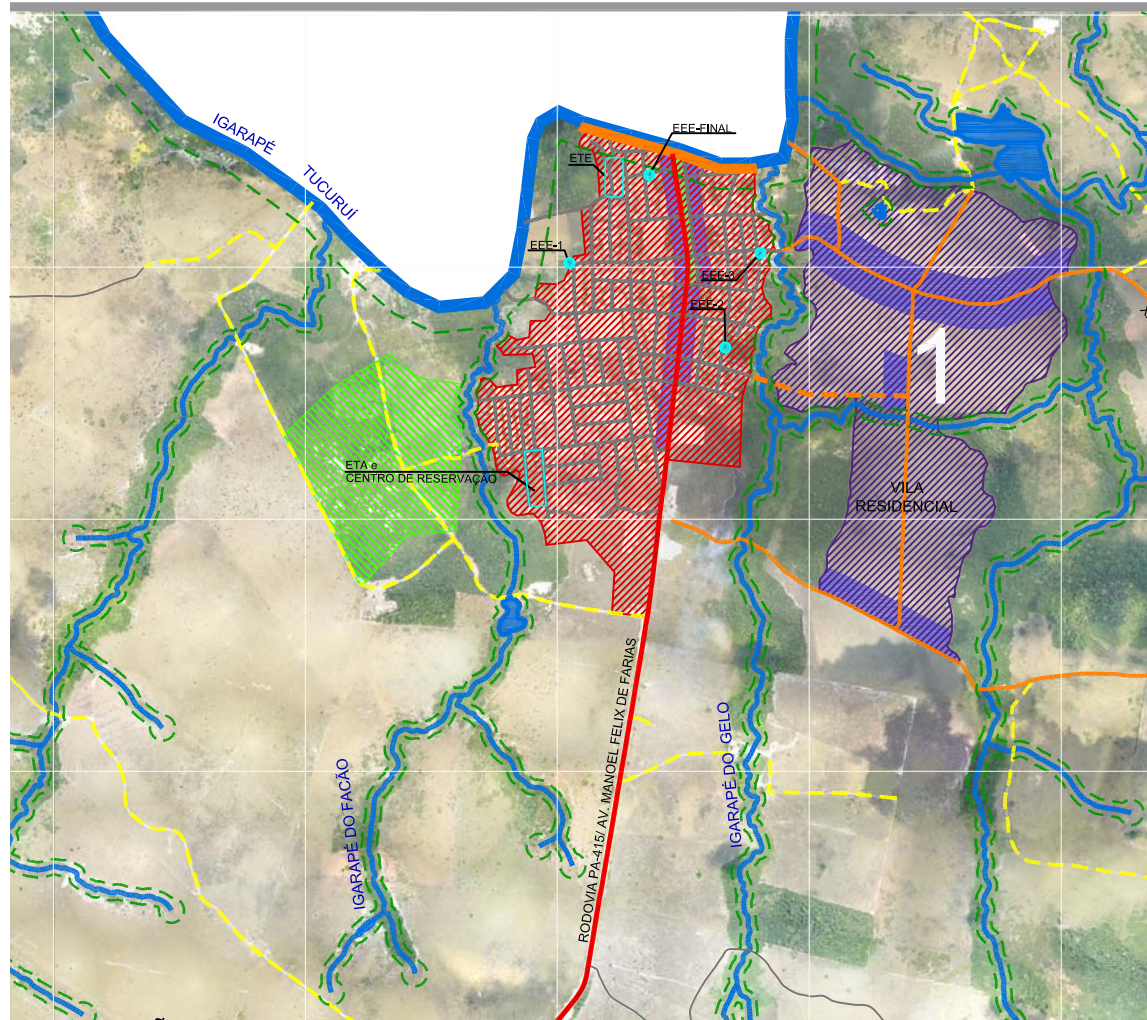 IGARAPÉ
TUCURUÍ
EEE-FINAL
ETE
EEE-1
EEE-3
EEE-2
1
ETA e
CENTRO DE RESERVAÇÃO
VILA
RESIDENCIAL
RODOVIA PA-415/ AV. MANOEL FELIX DE FARIAS
IGARAPÉ DO GELO
IGARAPÉ DO FACÃO